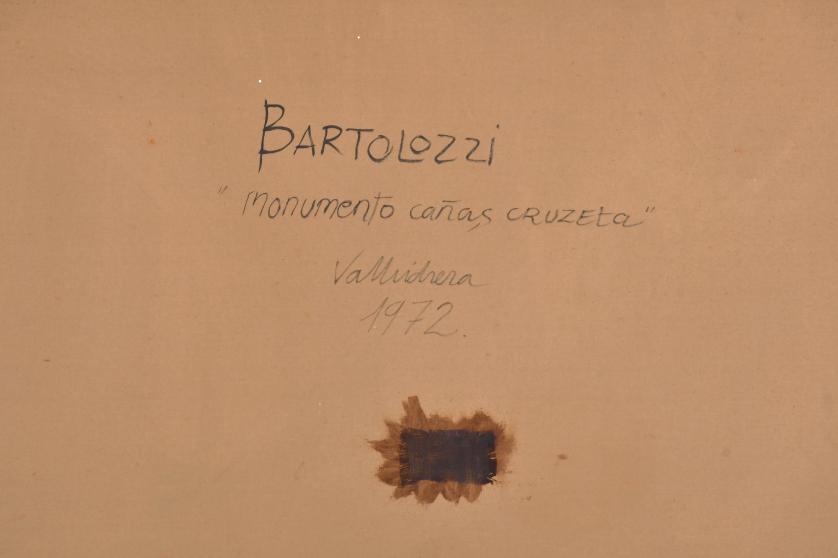 BARTOLOZZI
"Monumento cañas, CRUZETA"
Vallvidrera
1972.